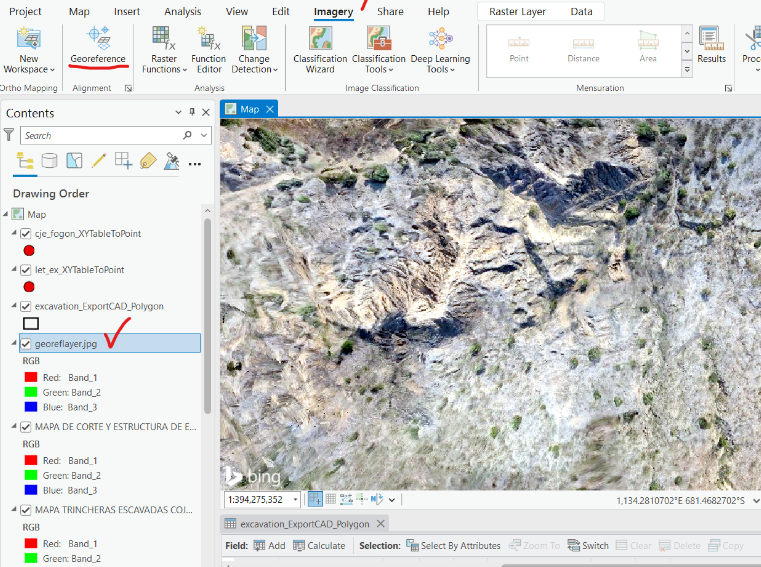 Project Map Insert Analysis View Edit Imagery Share Help Raster Layer Data
New Workspace
Georeference
Raster Functions
Function Editor
Change Detection
Classification Wizard
Classification Tools
Deep Learning Tools
Point
Distance
Area
Results
Ortho Mapping Alignment Analysis Image Classification Mensuration
Contents
Search
Drawing Order
Map
cje_fogon_XYTableToPoint
let_ex_XYTableToPoint
excavation_ExportCAD_Polygon
georeflayer.jpg
RGB
Red: Band_1
Green: Band_2
Blue: Band_3
MAPA DE CORTE Y ESTRUCTURA DE E...
RGB
Red: Band_1
Green: Band_2
Blue: Band_3
MAPA TRINCHERAS ESCAVADAS COJ...
RGB
Red: Band_1
Green: Band_2
Map
bing
1:394,275,352
1,134.2810702°E 681.4682702°S
excavation_ExportCAD_Polygon
Field: Add Calculate Selection: Select By Attributes Zoom To Switch Clear Delete Copy